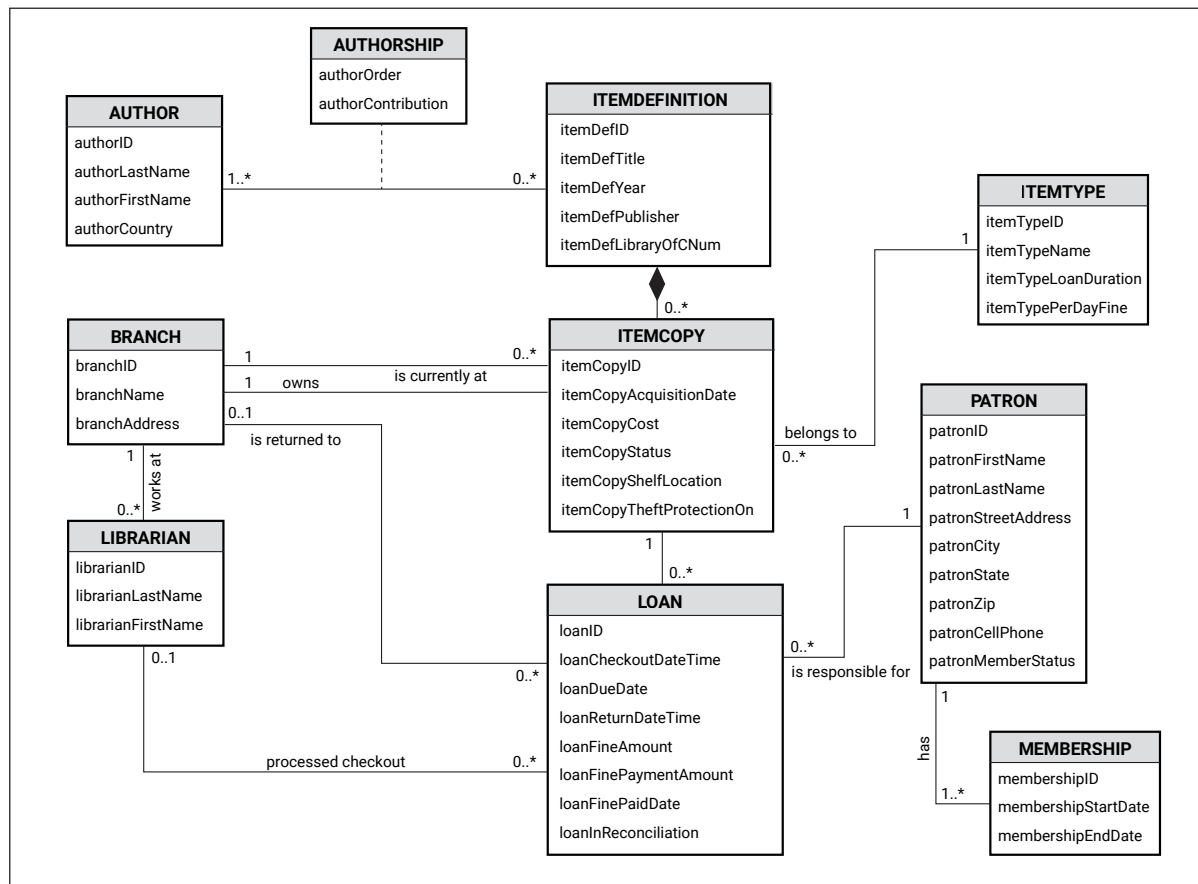 AUTHORSHIP
authorOrder
authorContribution
AUTHOR
authorID
authorLastName
authorFirstName
authorCountry
1..*
0..*
ITEMDEFINITION
itemDefID
itemDefTitle
itemDefYear
itemDefPublisher
itemDefLibraryOfCNum
ITEMTYPE
itemTypeID
itemTypeName
itemTypeLoanDuration
itemTypePerDayFine
1
0..*
BRANCH
branchID
branchName
branchAddress
1
0..*
is currently at
1
owns
0..1
is returned to
ITEMCOPY
itemCopyID
itemCopyAcquisitionDate
itemCopyCost
itemCopyStatus
itemCopyShelfLocation
itemCopyTheftProtectionOn
belongs to
0..*
PATRON
patronID
patronFirstName
patronLastName
patronStreetAddress
patronCity
patronState
patronZip
patronCellPhone
patronMemberStatus
1
works at
0..*
LIBRARIAN
librarianID
librarianLastName
librarianFirstName
0..1
1
0..*
1
LOAN
loanID
loanCheckoutDateTime
loanDueDate
loanReturnDateTime
loanFineAmount
loanFinePaymentAmount
loanFinePaidDate
loanInReconciliation
0..*
0..*
is responsible for
processed checkout
0..*
1
has
1..*
MEMBERSHIP
membershipID
membershipStartDate
membershipEndDate